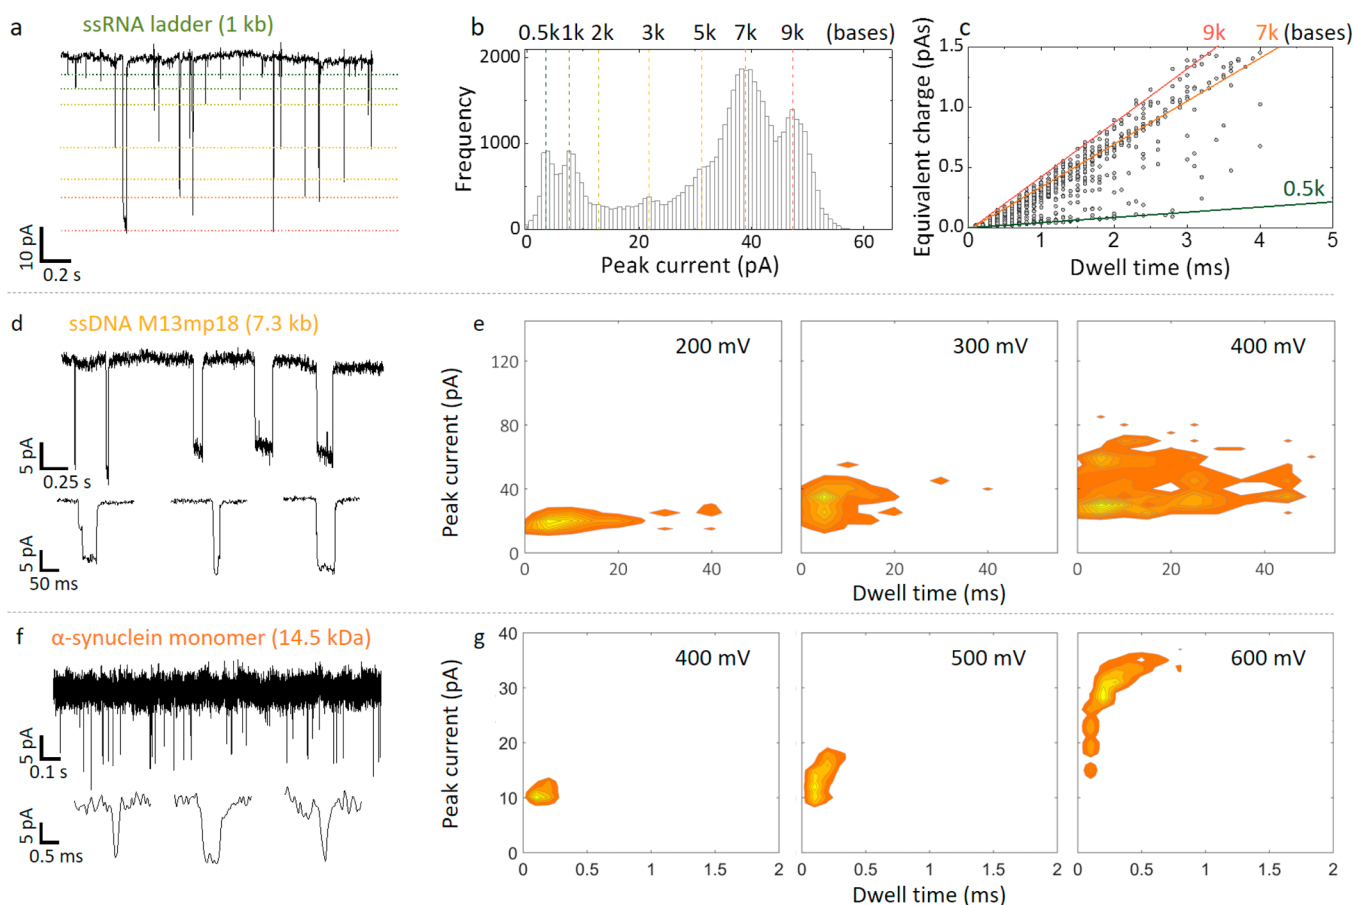 a
ssRNA ladder (1 kb)
10 pA
0.2 s
b
0.5k 1k 2k 3k 5k 7k 9k (bases)
2000
1000
0
Frequency
0 20 40 60
Peak current (pA)
c
9k 7k (bases)
1.5
1.0
0.5
0.0
Equivalent charge (pAs)
0.5k
0 1 2 3 4 5
Dwell time (ms)
d
ssDNA M13mp18 (7.3 kb)
5 pA
0.25 s
5 pA
50 ms
e
200 mV
300 mV
400 mV
120
80
40
0
Peak current (pA)
0 20 40
0 20 40
0 20 40
Dwell time (ms)
f
α-synuclein monomer (14.5 kDa)
5 pA
0.1 s
5 pA
0.5 ms
g
400 mV
500 mV
600 mV
40
30
20
10
0
Peak current (pA)
0 0.5 1 1.5 2
0 0.5 1 1.5 2
0 0.5 1 1.5 2
Dwell time (ms)